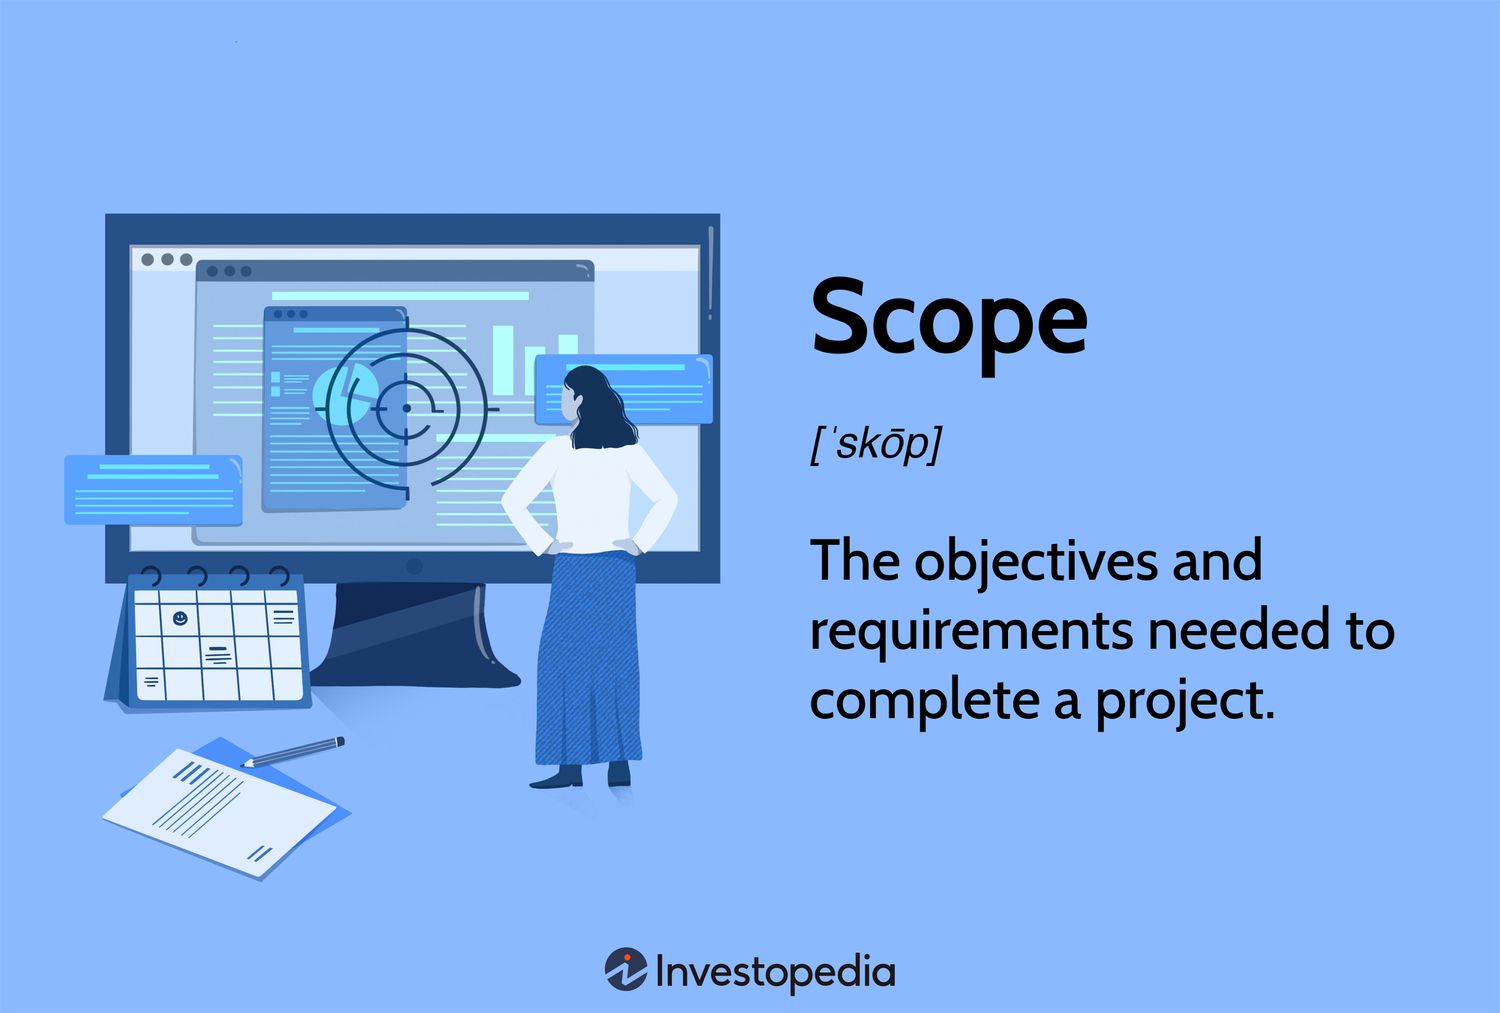 Scope
[ˈskōp]
The objectives and
requirements needed to
complete a project.
Investopedia